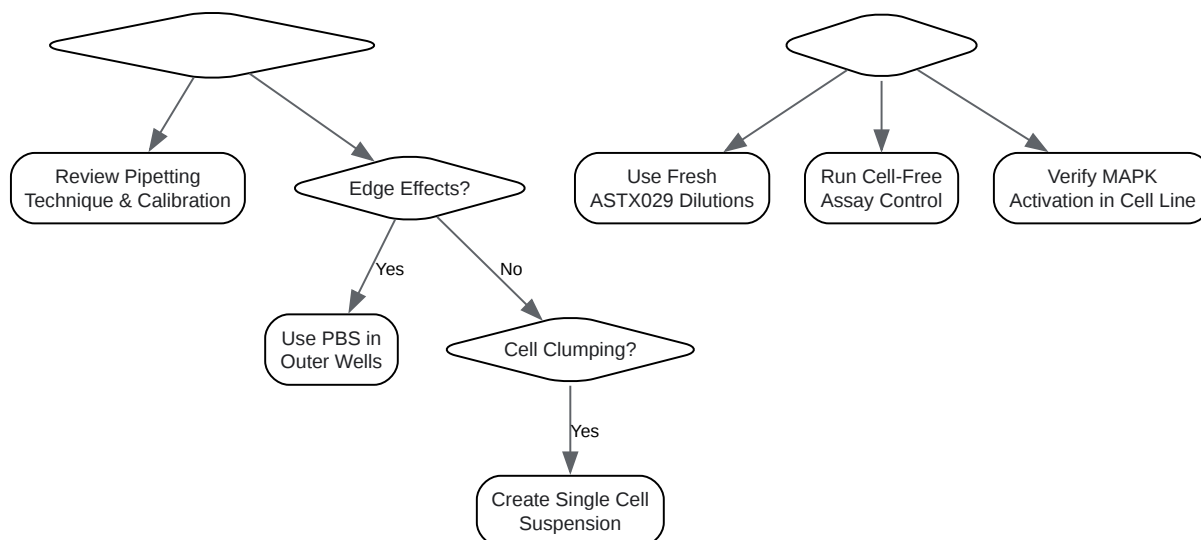 Review Pipetting
Technique & Calibration
Edge Effects?
Use Fresh
ASTX029 Dilutions
Run Cell-Free
Assay Control
Verify MAPK
Activation in Cell Line
Yes
No
Use PBS in
Outer Wells
Cell Clumping?
Yes
Create Single Cell
Suspension